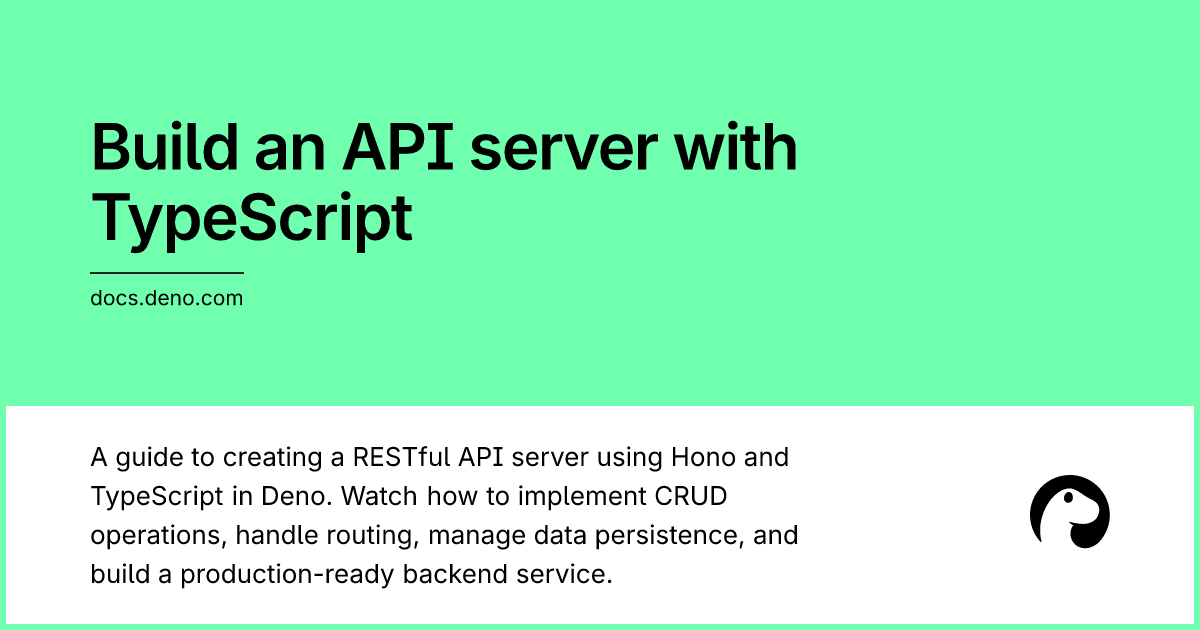 Build an API server with
TypeScript
docs.deno.com
A guide to creating a RESTful API server using Hono and
TypeScript in Deno. Watch how to implement CRUD
operations, handle routing, manage data persistence, and
build a production-ready backend service.